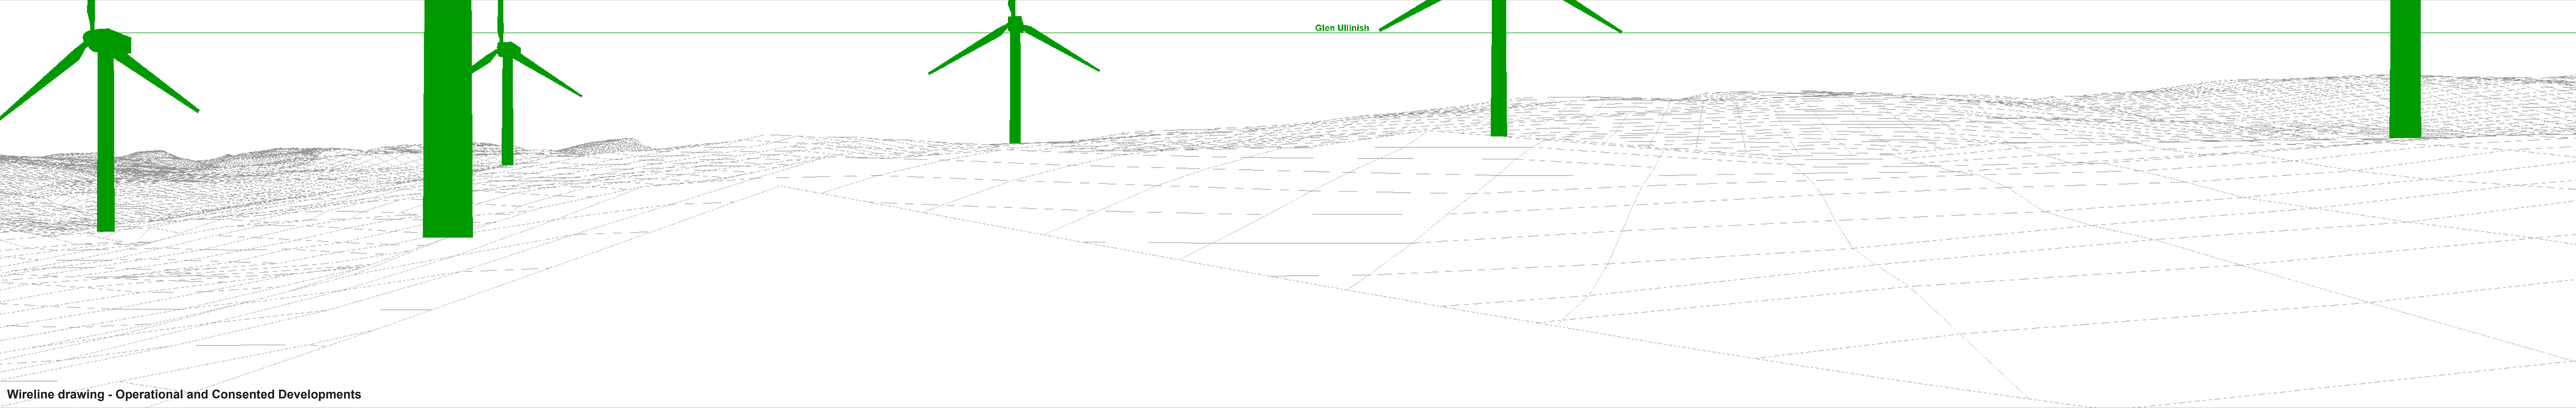 Glen Ullinish
Wireline drawing - Operational and Consented Developments